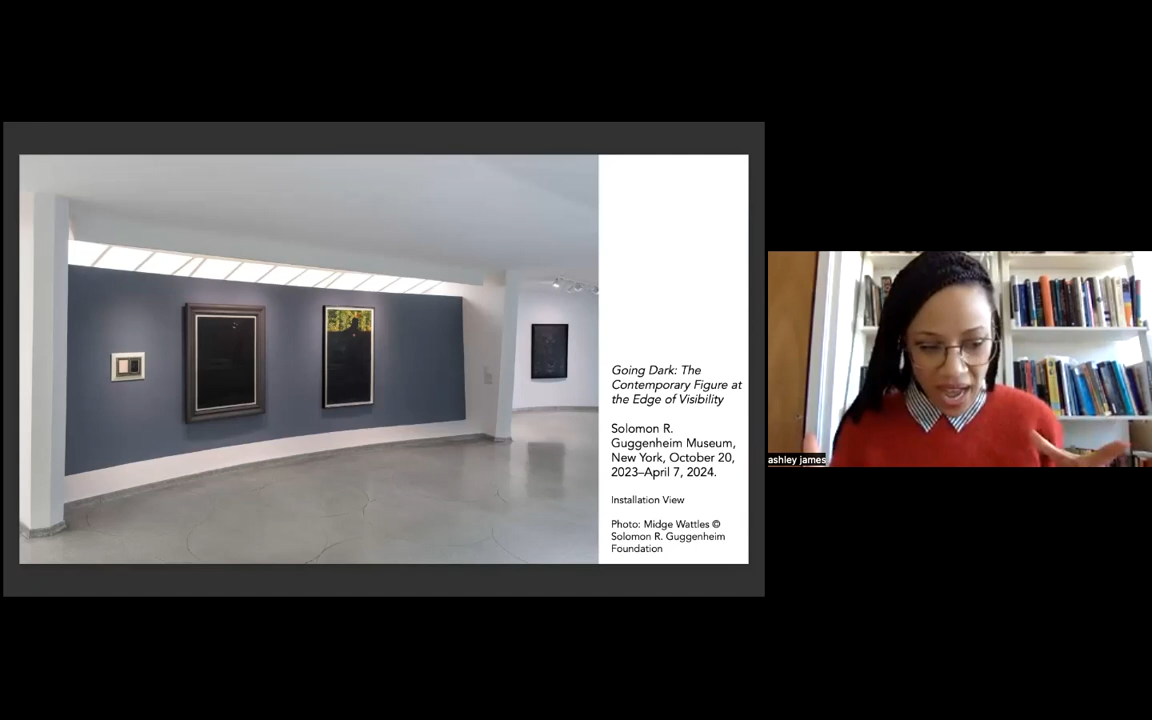 Going Dark: The
Contemporary Figure at
the Edge of Visibility
Solomon R.
Guggenheim Museum,
New York, October 20,
2023–April 7, 2024.
Installation View
Photo: Midge Wattles ©
Solomon R. Guggenheim
Foundation
ashley james